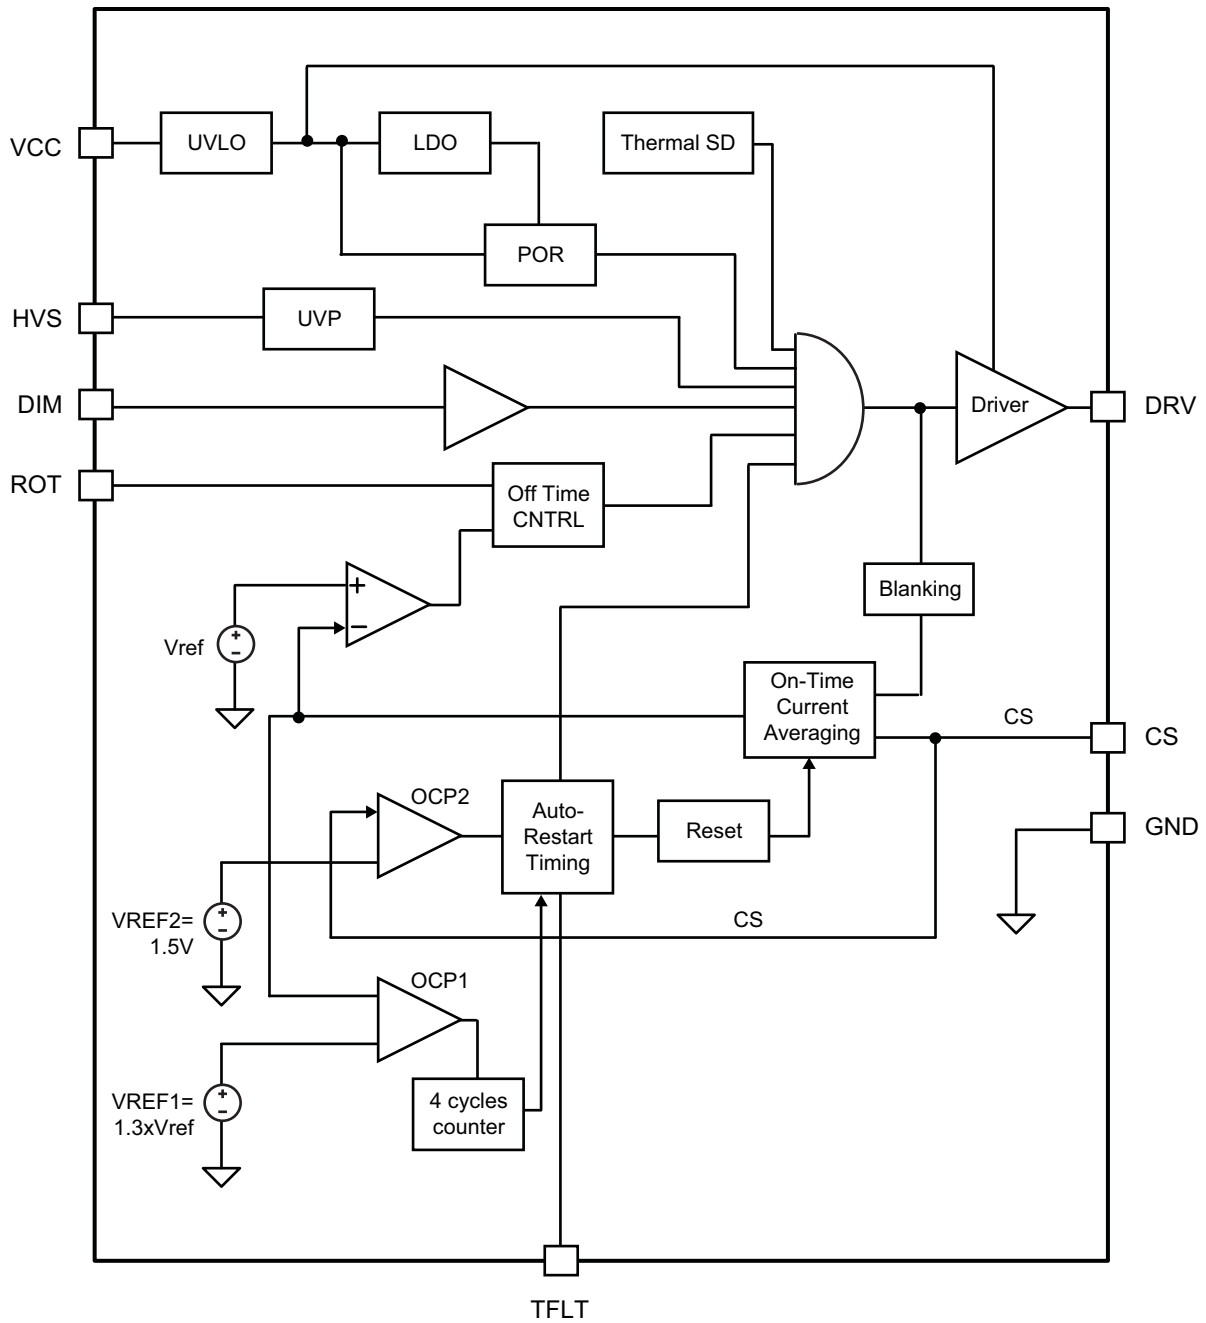 VCC
UVLO
LDO
Thermal SD
POR
HVS
UVP
DIM
Driver
DRV
ROT
Off Time
CNTRL
+
−
Blanking
Vref
+
−
On-Time
Current
Averaging
CS
CS
OCP2
Auto-
Restart
Timing
Reset
GND
VREF2=
1.5V
+
−
CS
OCP1
VREF1=
1.3xVref
+
−
4 cycles
counter
TFLT